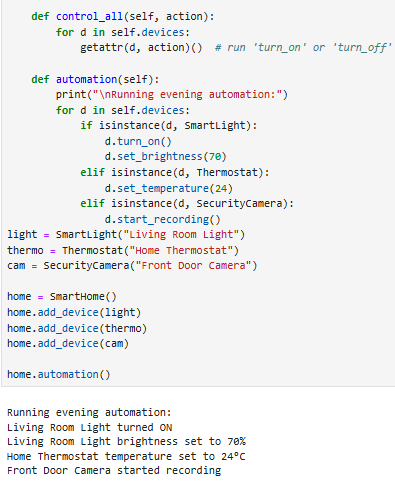 def control_all(self, action):
        for d in self.devices:
            getattr(d, action)()  # run 'turn_on' or 'turn_off'

    def automation(self):
        print("\nRunning evening automation:")
        for d in self.devices:
            if isinstance(d, SmartLight):
                d.turn_on()
                d.set_brightness(70)
            elif isinstance(d, Thermostat):
                d.set_temperature(24)
            elif isinstance(d, SecurityCamera):
                d.start_recording()
light = SmartLight("Living Room Light")
thermo = Thermostat("Home Thermostat")
cam = SecurityCamera("Front Door Camera")

home = SmartHome()
home.add_device(light)
home.add_device(thermo)
home.add_device(cam)

home.automation()

Running evening automation:
Living Room Light turned ON
Living Room Light brightness set to 70%
Home Thermostat temperature set to 24°C
Front Door Camera started recording